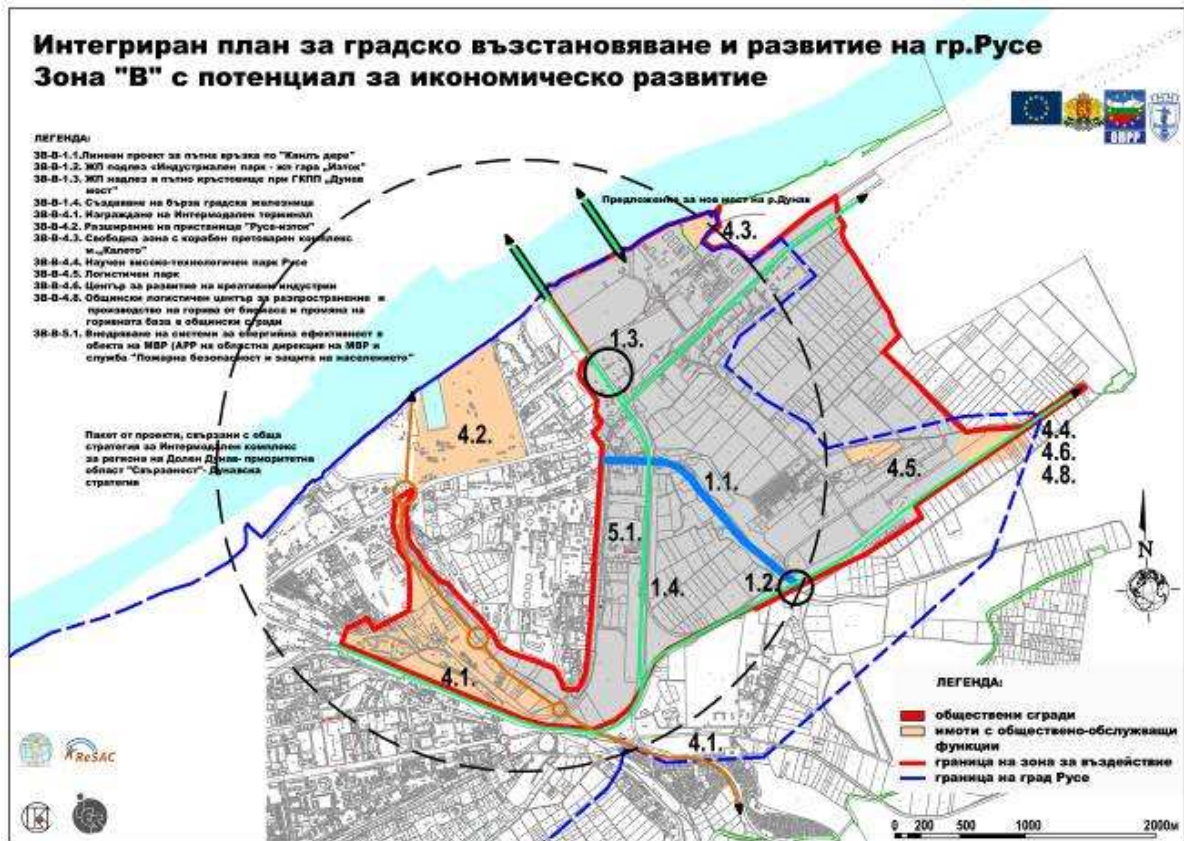 Интегриран план за градско възстановяване и развитие на гр.Русе
Зона "В" с потенциал за икономическо развитие
ЛЕГЕНДА:
ЗВ-В-1.1.Линеен проект за пътна връзка по "Канлъ дере"
ЗВ-В-1.2. ЖП подлез «Индустриален парк - жп гара „Изток"
ЗВ-В-1.3. ЖП надлез и пътно кръстовище при ГКПП „Дунав
мост"
ЗВ-В-1.4. Създаване на бърза градска железница
ЗВ-В-4.1. Изграждане на Интермодален терминал
ЗВ-В-4.2. Разширение на пристанище "Русе-изток"
ЗВ-В-4.3. Свободна зона с корабен претоварен комплекс
м.„Калето"
ЗВ-В-4.4. Научен високо-технологичен парк Русе
ЗВ-В-4.5. Логистичен парк
ЗВ-В-4.6. Център за развитие на креативни индустрии
ЗВ-В-4.8. Общински логистичен център за разпространение и
производство на горива от биомаса и промяна на
горивната база в общински сгради
ЗВ-В-5.1. Внедряване на системи за енергийна ефективност в
обекта на МВР (АРР на областна дирекция на МВР и
служба "Пожарна безопасност и защита на населението"
Пакет от проекти, свързани с обща
стратегия за Интермодален комплекс
за региона на Долен Дунав- приоритетна
област "Свързаност"- Дунавска
стратегия
ОПРР
Предложение за нов мост на р.Дунав
4.3.
1.3.
4.2.
1.1.
4.5.
4.4.
4.6.
4.8.
5.1.
1.4.
1.2.
4.1.
4.1.
N
ReSAC
ЛЕГЕНДА:
обществени сгради
имоти с обществено-обслужващи
функции
граница на зона за въздействие
граница на град Русе
0 200 500 1000 2000м